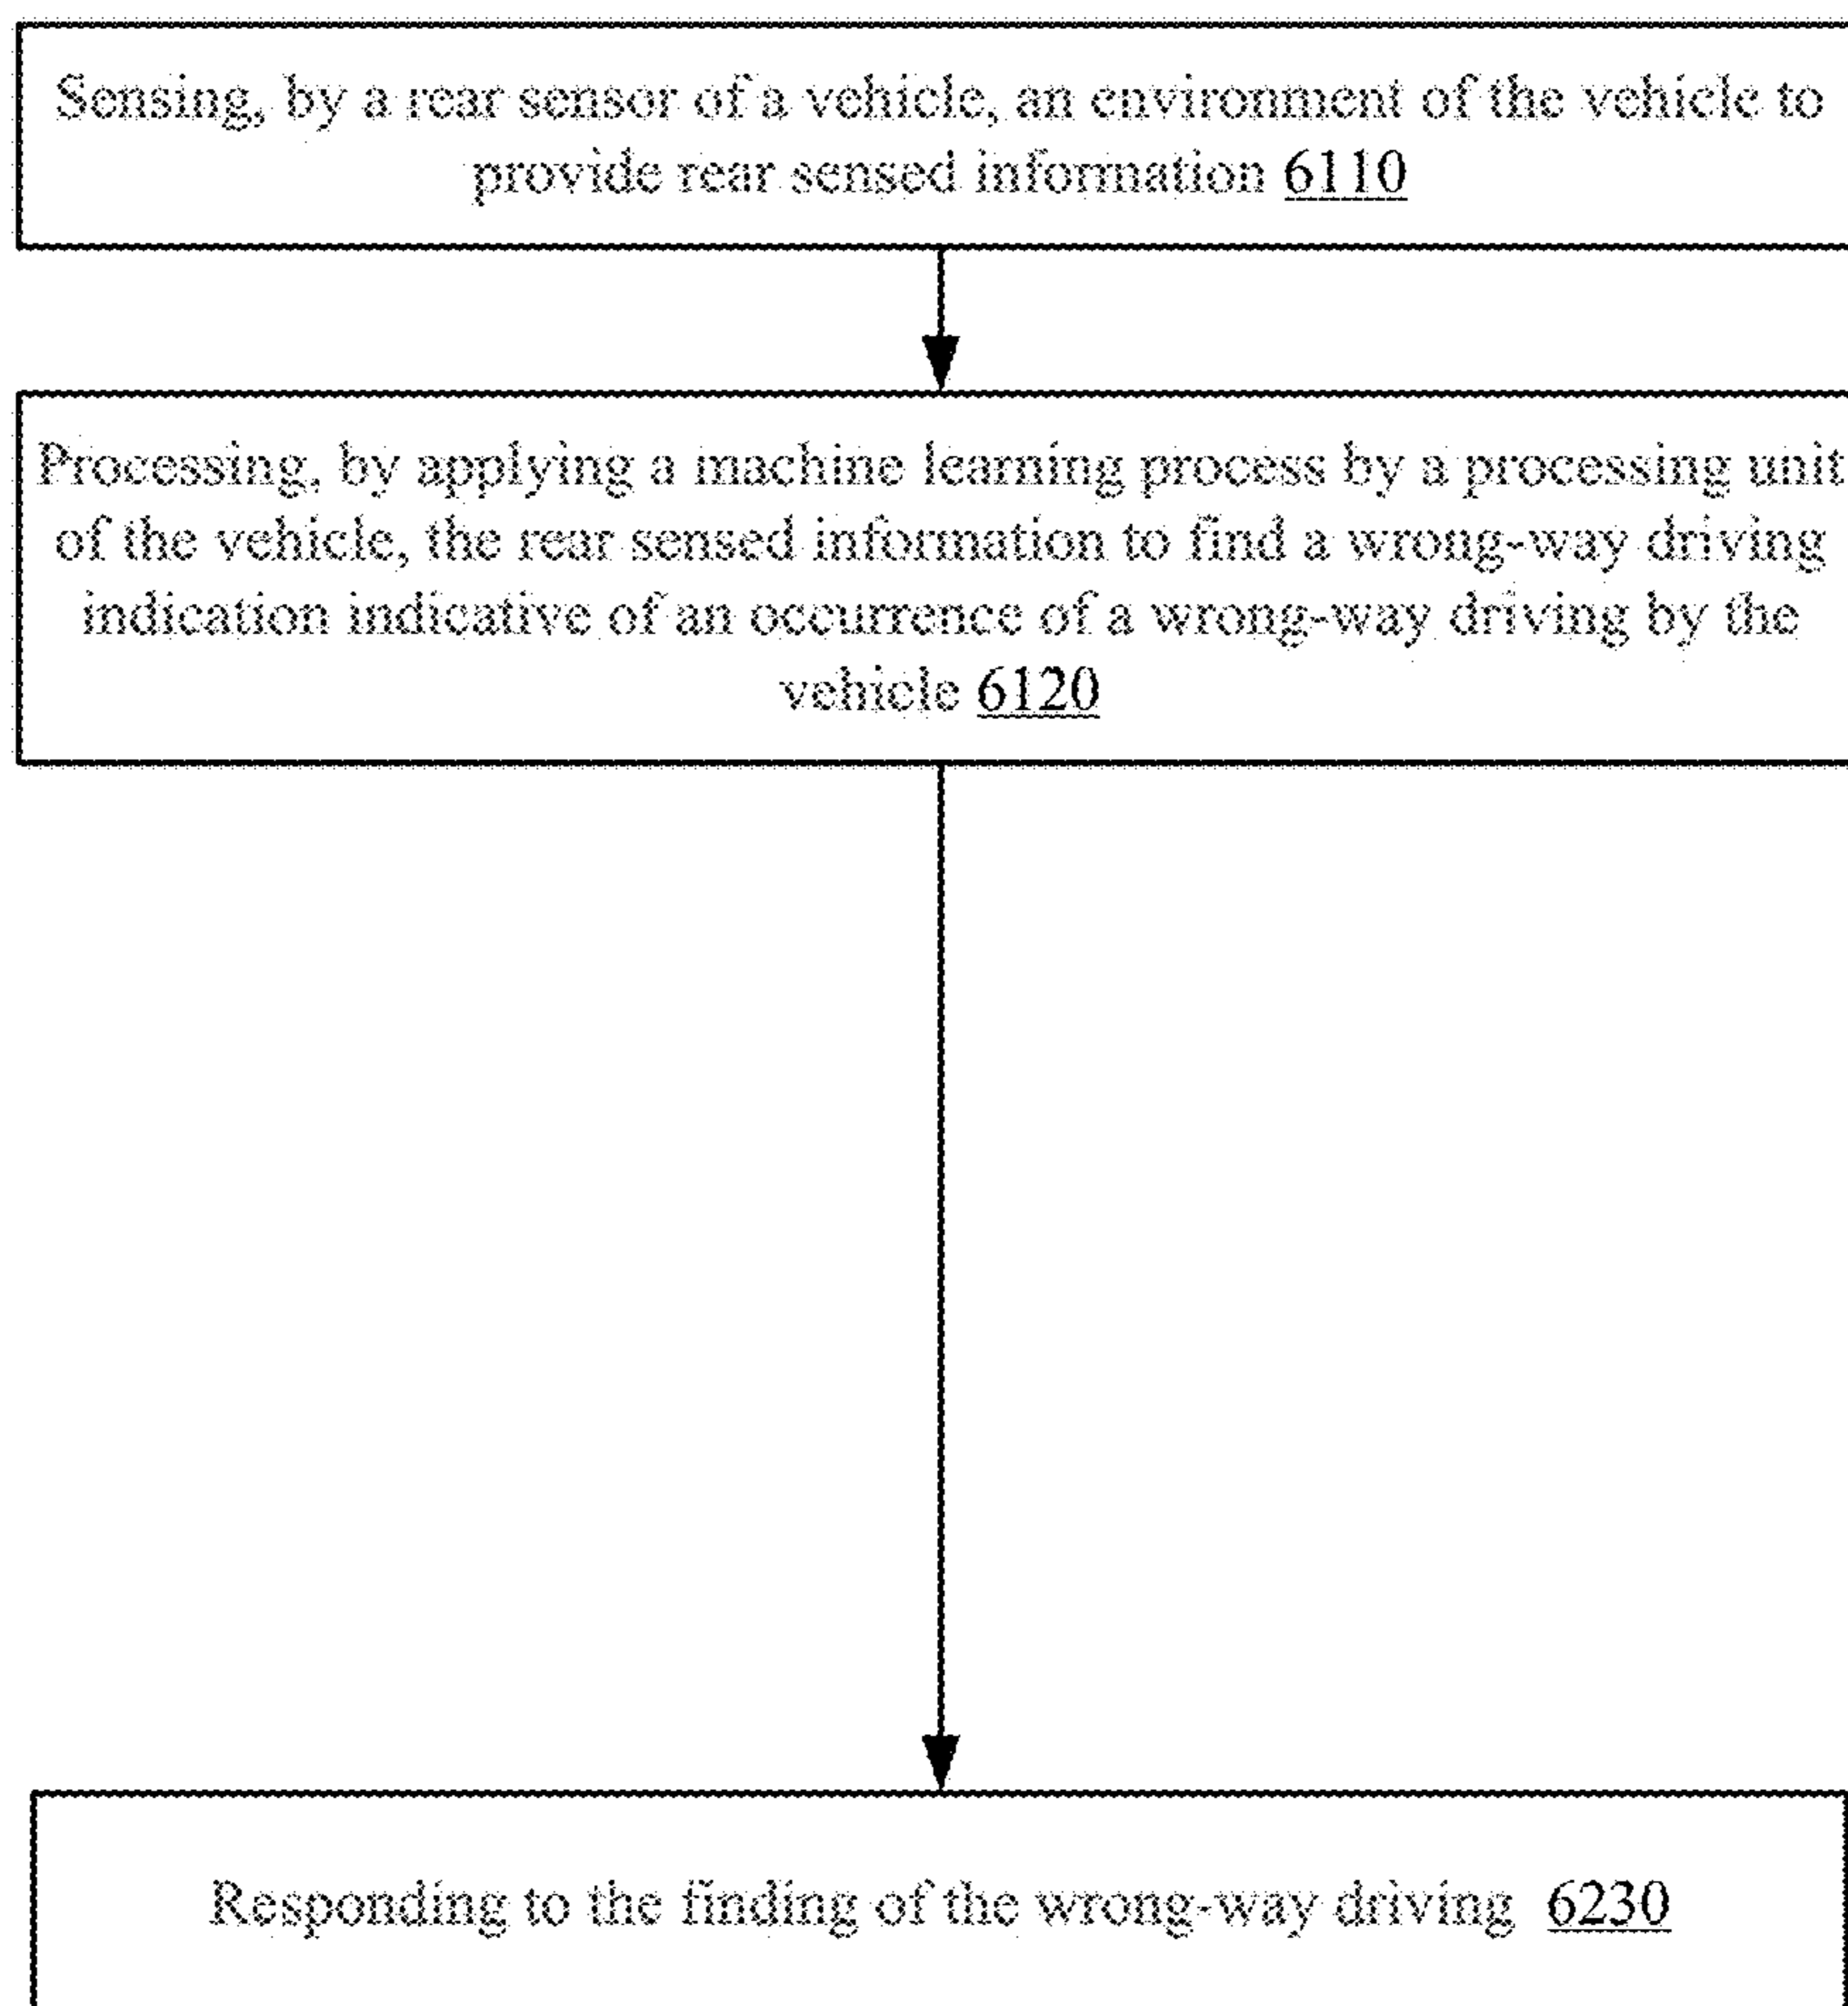 Sensing, by a rear sensor of a vehicle, an environment of the vehicle to
provide rear sensed information 6110
Processing, by applying a machine learning process by a processing unit
of the vehicle, the rear sensed information to find a wrong-way driving
indication indicative of an occurrence of a wrong-way driving by the
vehicle 6120
Responding to the finding of the wrong-way driving 6230